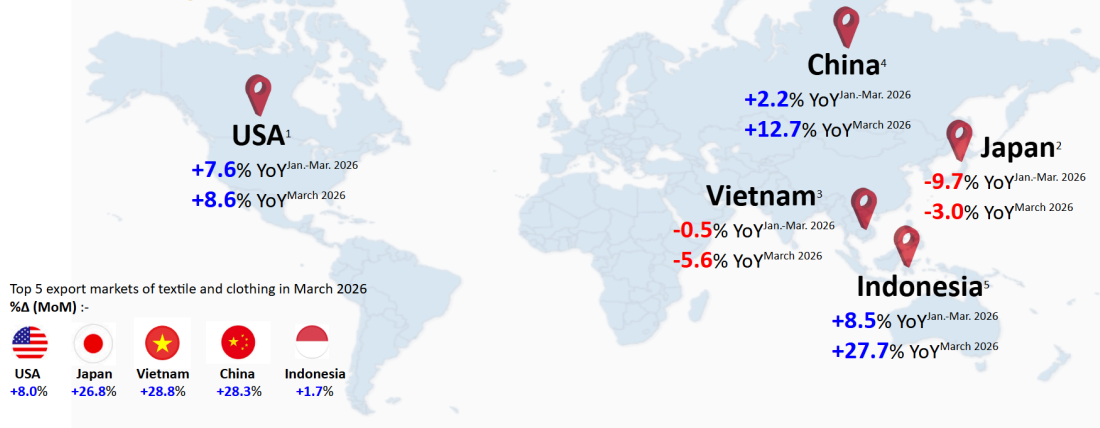 China4
+2.2% YoYJan.-Mar. 2026
+12.7% YoYMarch 2026
USA1
+7.6% YoYJan.-Mar. 2026
+8.6% YoYMarch 2026
Japan2
-9.7% YoYJan.-Mar. 2026
-3.0% YoYMarch 2026
Vietnam3
-0.5% YoYJan.-Mar. 2026
-5.6% YoYMarch 2026
Indonesia5
+8.5% YoYJan.-Mar. 2026
+27.7% YoYMarch 2026
Top 5 export markets of textile and clothing in March 2026
%Δ (MoM) :-
USA Japan Vietnam China Indonesia
+8.0% +26.8% +28.8% +28.3% +1.7%